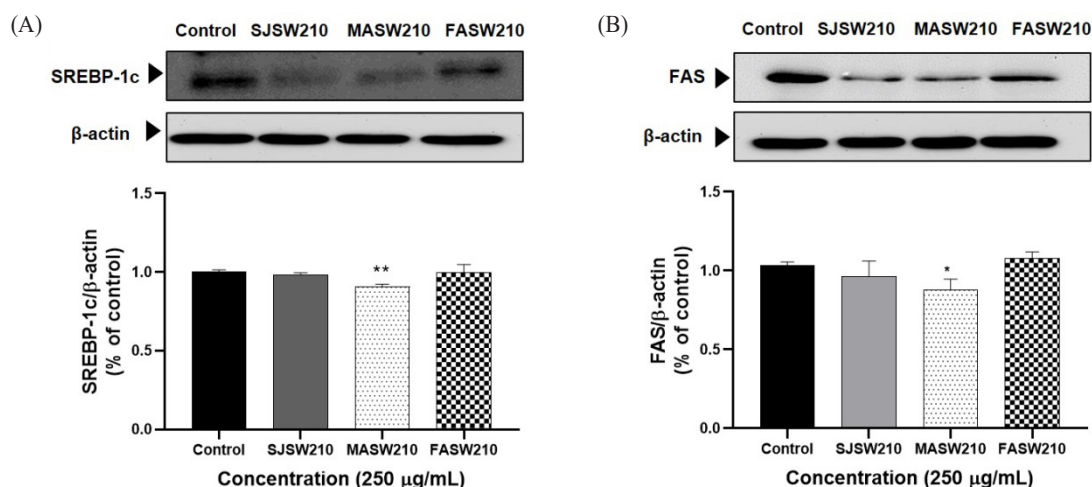 (A)
Control SJSW210 MASW210 FASW210
SREBP-1c
β-actin
1.5
1.0
0.5
0.0
SREBP-1c/β-actin
(% of control)
**
Control SJSW210 MASW210 FASW210
Concentration (250 μg/mL)
(B)
Control SJSW210 MASW210 FASW210
FAS
β-actin
1.5
1.0
0.5
0.0
FAS/β-actin
(% of control)
*
Control SJSW210 MASW210 FASW210
Concentration (250 μg/mL)